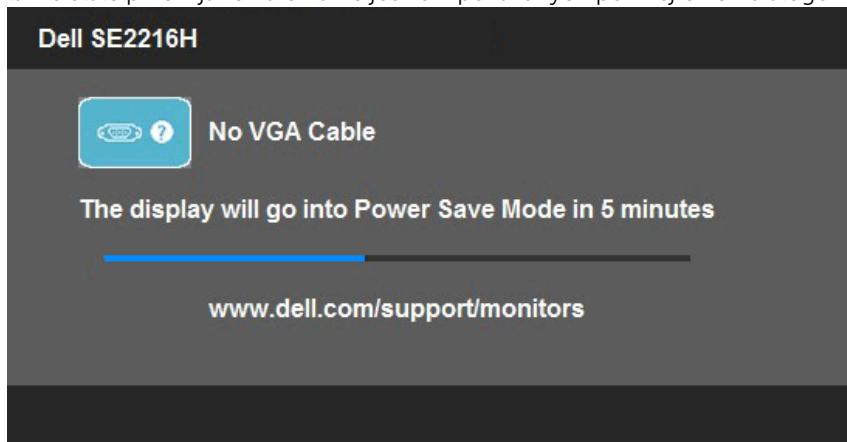 Dell SE2216H
No VGA Cable
The display will go into Power Save Mode in 5 minutes
www.dell.com/support/monitors